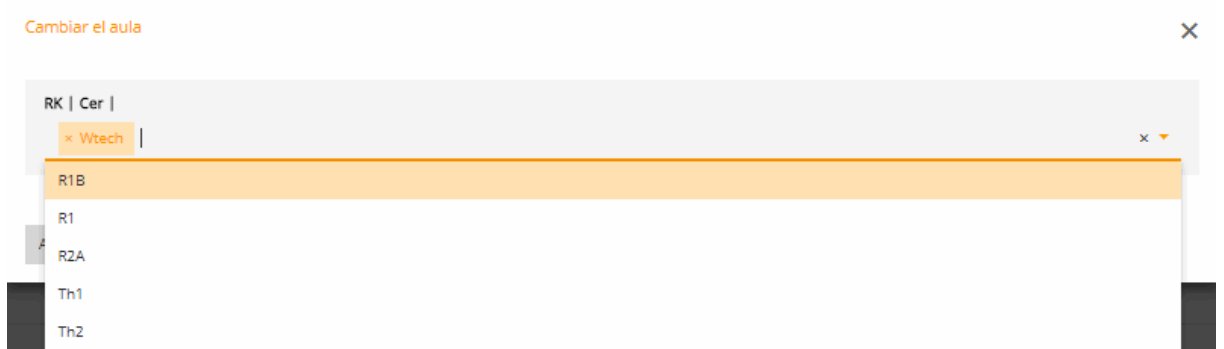 Cambiar el aula
RK | Cer |
× Wtech
R1B
R1
R2A
Th1
Th2